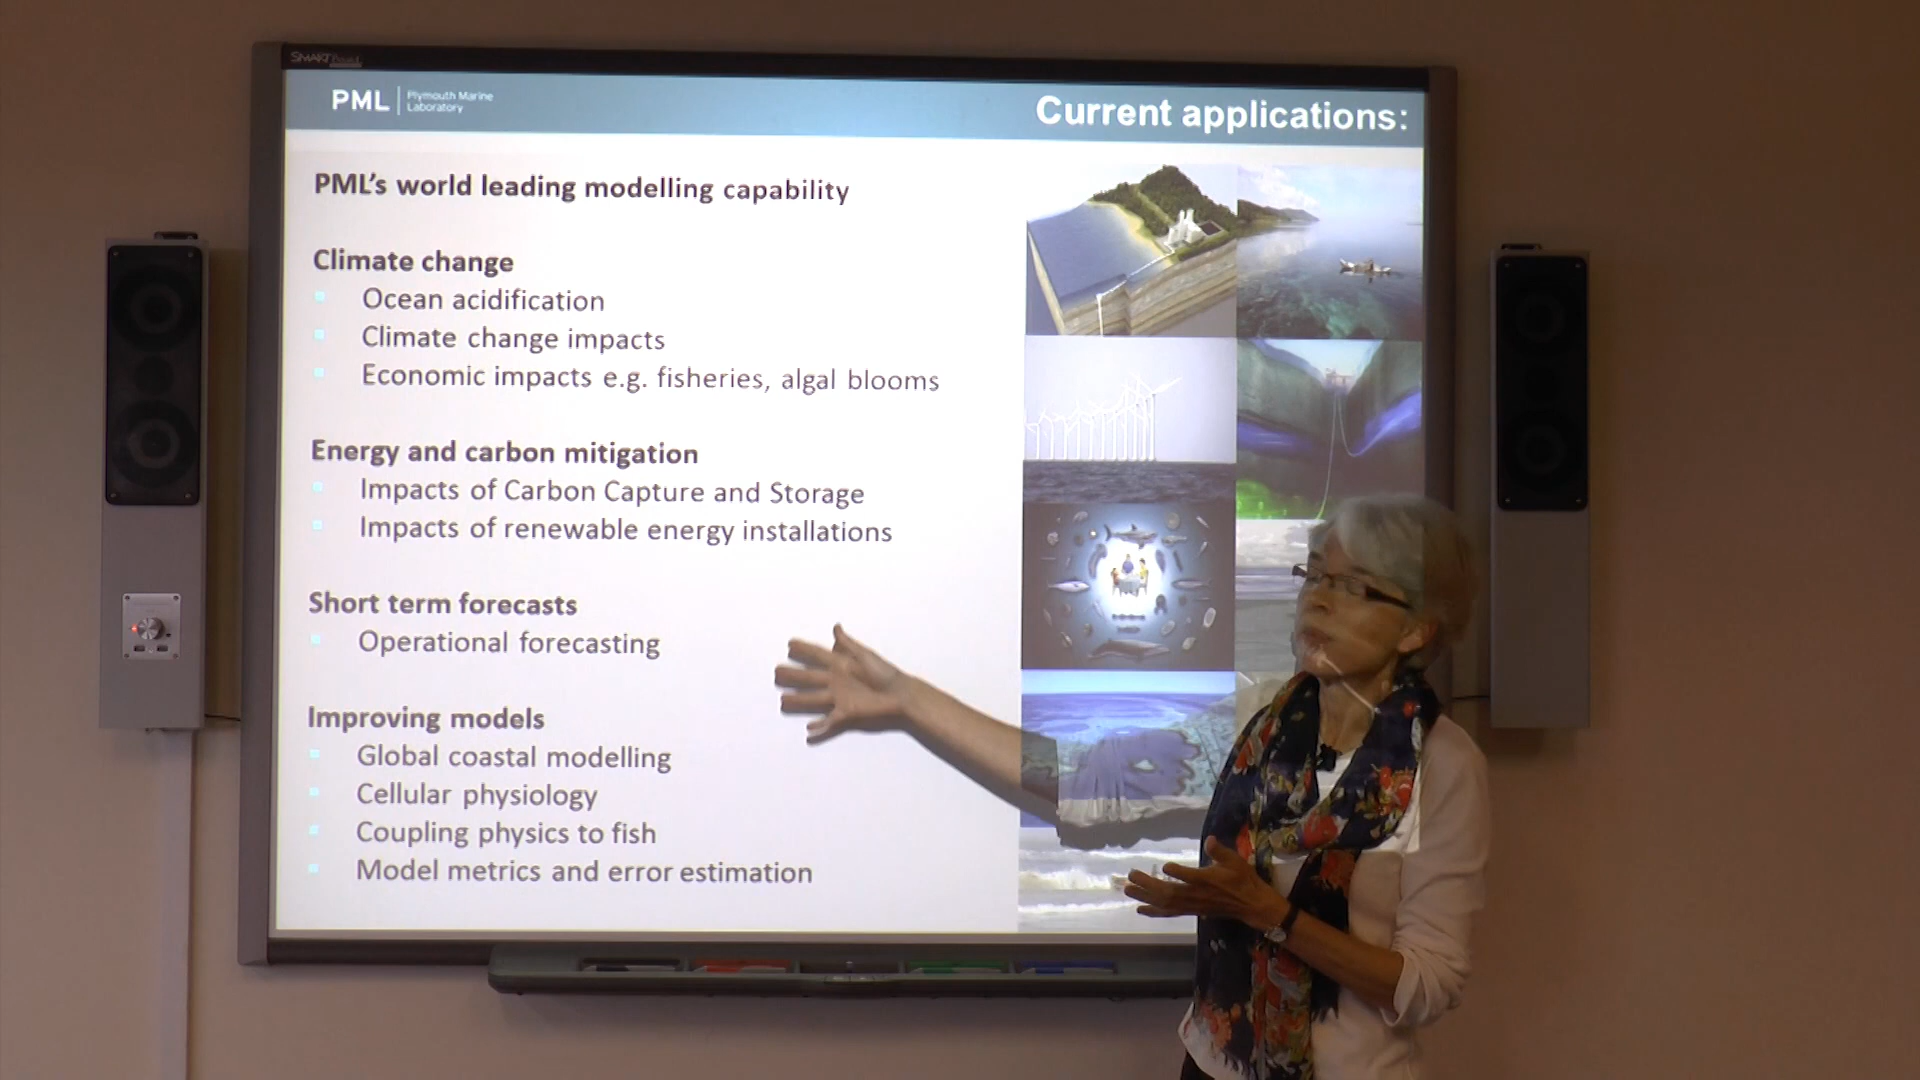 SMART Board
PML
Plymouth Marine
Laboratory
Current applications:
PML's world leading modelling capability
Climate change
Ocean acidification
Climate change impacts
Economic impacts e.g. fisheries, algal blooms
Energy and carbon mitigation
Impacts of Carbon Capture and Storage
Impacts of renewable energy installations
Short term forecasts
Operational forecasting
Improving models
Global coastal modelling
Cellular physiology
Coupling physics to fish
Model metrics and error estimation